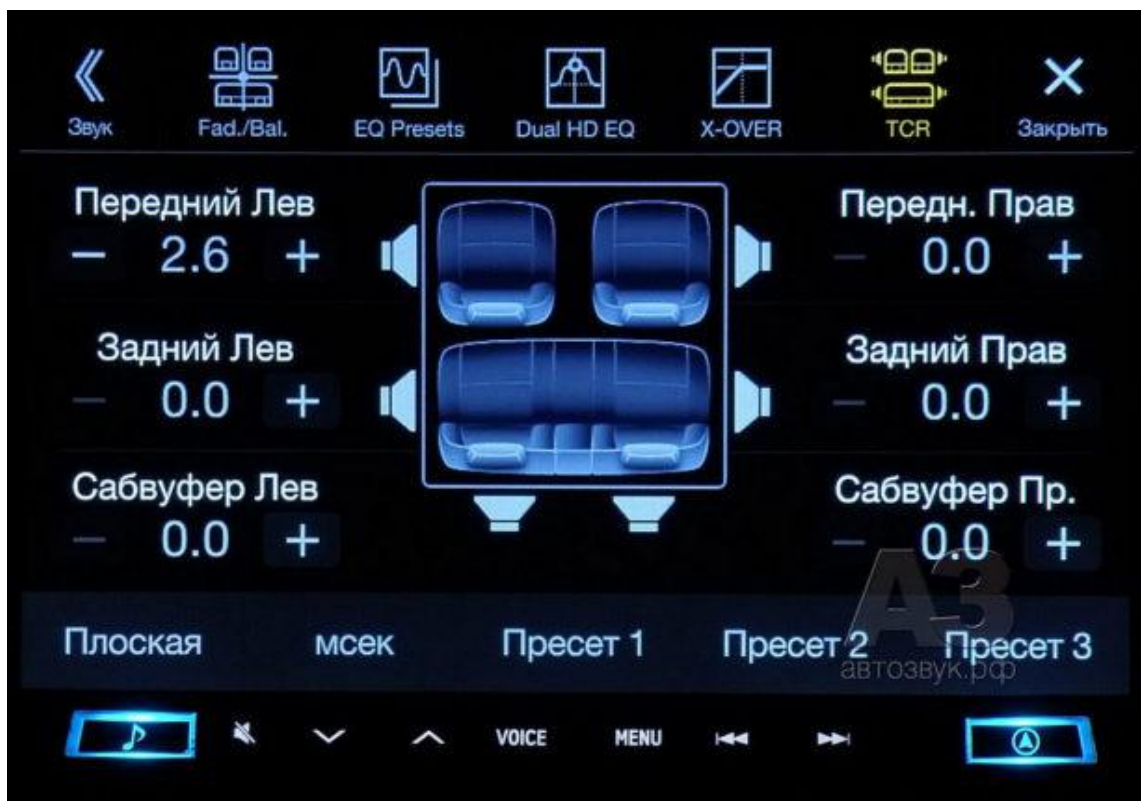 Звук Fad./Bal. EQ Presets Dual HD EQ X-OVER TCR Закрыть
Передний Лев Передн. Прав
− 2.6 + − 0.0 +
Задний Лев Задний Прав
− 0.0 + − 0.0 +
Сабвуфер Лев Сабвуфер Пр.
− 0.0 + − 0.0 +
АЗ
Плоская мсек Пресет 1 Пресет 2 Пресет 3
автозвук.рф
VOICE MENU